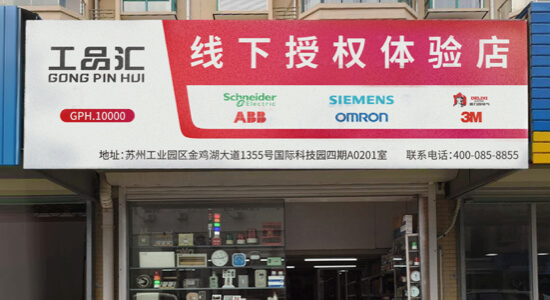 工品汇
GONG PIN HUI
GPH.10000
线下授权体验店
Schneider
Electric
SIEMENS
DELIXI
ABB
OMRON
3M
地址:苏州工业园区金鸡湖大道1355号国际科技园四期A0201室
联系电话:400-085-8855